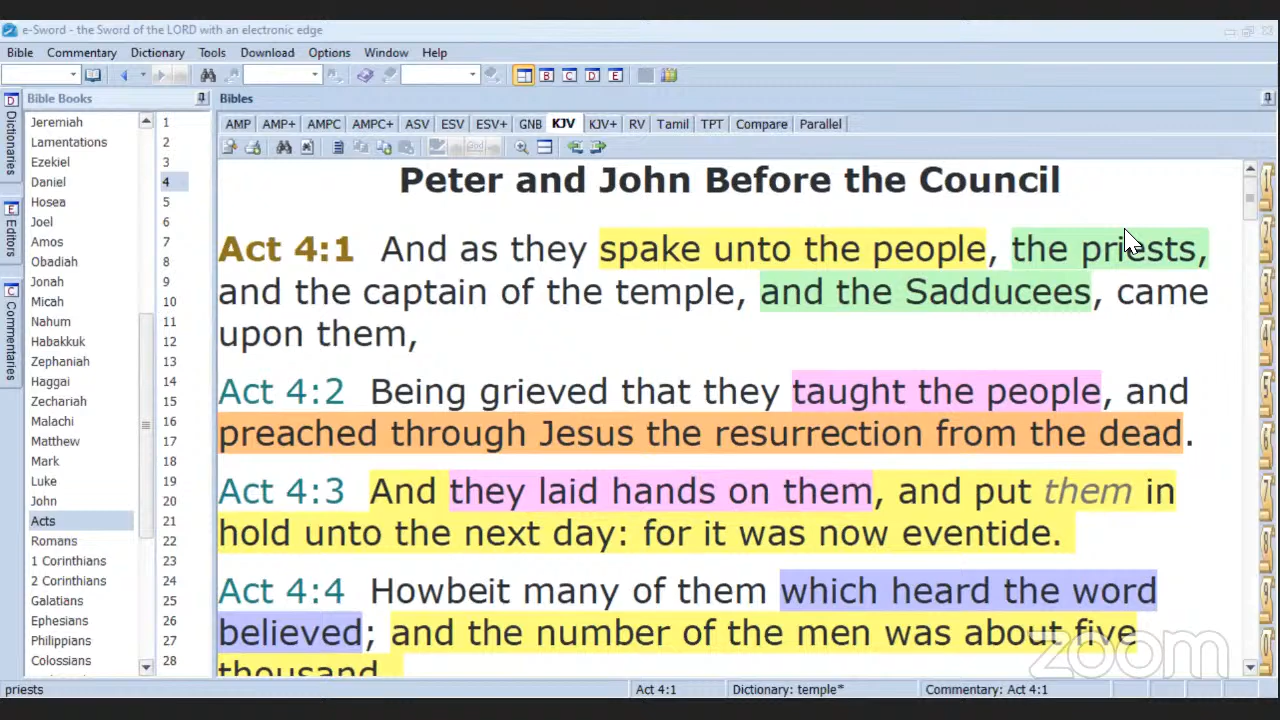 e-Sword - the Sword of the LORD with an electronic edge
Bible Commentary Dictionary Tools Download Options Window Help
B C D E
Bible Books
Bibles
D Dictionaries
E Editors
C Commentaries
Jeremiah
Lamentations
Ezekiel
Daniel
Hosea
Joel
Amos
Obadiah
Jonah
Micah
Nahum
Habakkuk
Zephaniah
Haggai
Zechariah
Malachi
Matthew
Mark
Luke
John
Acts
Romans
1 Corinthians
2 Corinthians
Galatians
Ephesians
Philippians
Colossians
1
2
3
4
5
6
7
8
9
10
11
12
13
14
15
16
17
18
19
20
21
22
23
24
25
26
27
28
AMP AMP+ AMPC AMPC+ ASV ESV ESV+ GNB KJV KJV+ RV Tamil TPT Compare Parallel
Peter and John Before the Council
Act 4:1 And as they spake unto the people, the priests,
and the captain of the temple, and the Sadducees, came
upon them,
Act 4:2 Being grieved that they taught the people, and
preached through Jesus the resurrection from the dead.
Act 4:3 And they laid hands on them, and put them in
hold unto the next day: for it was now eventide.
Act 4:4 Howbeit many of them which heard the word
believed; and the number of the men was about five
thousand.
1
2
3
4
5
6
7
8
9
zoom
priests
Act 4:1
Dictionary: temple*
Commentary: Act 4:1